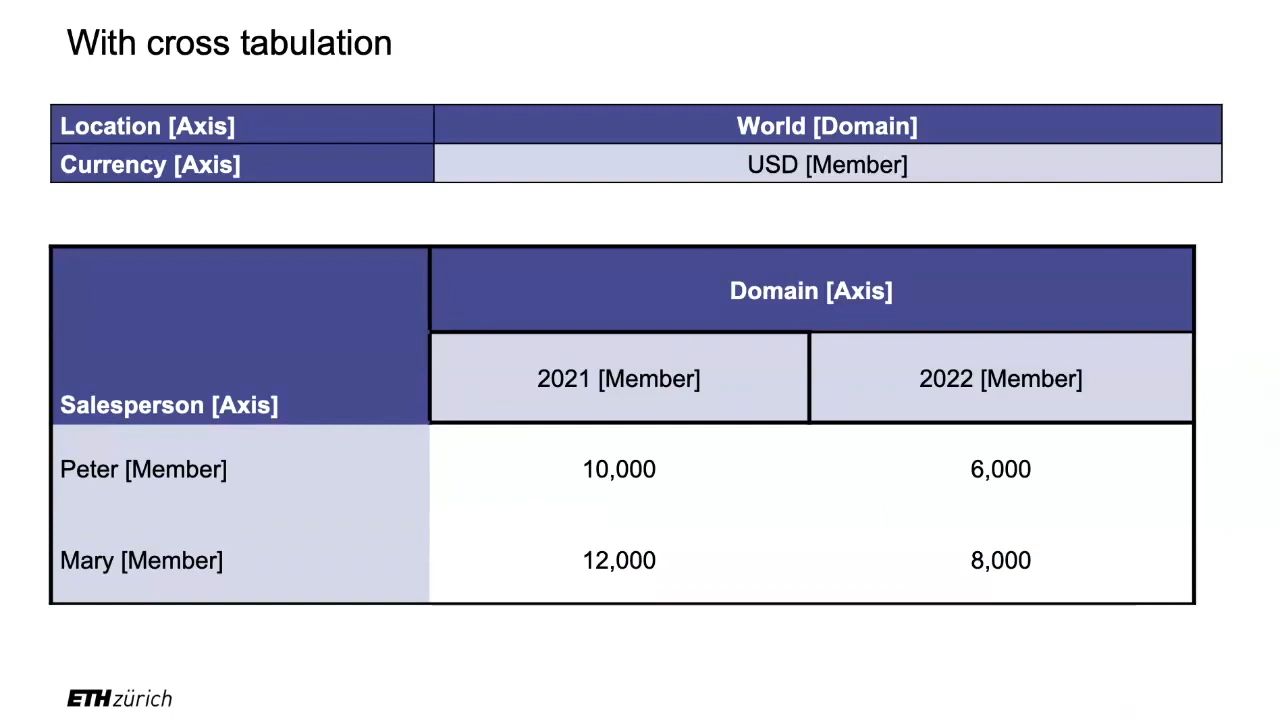 With cross tabulation
Location [Axis] World [Domain]
Currency [Axis] USD [Member]
Domain [Axis]
2021 [Member] 2022 [Member]
Salesperson [Axis]
Peter [Member] 10,000 6,000
Mary [Member] 12,000 8,000
ETH zürich